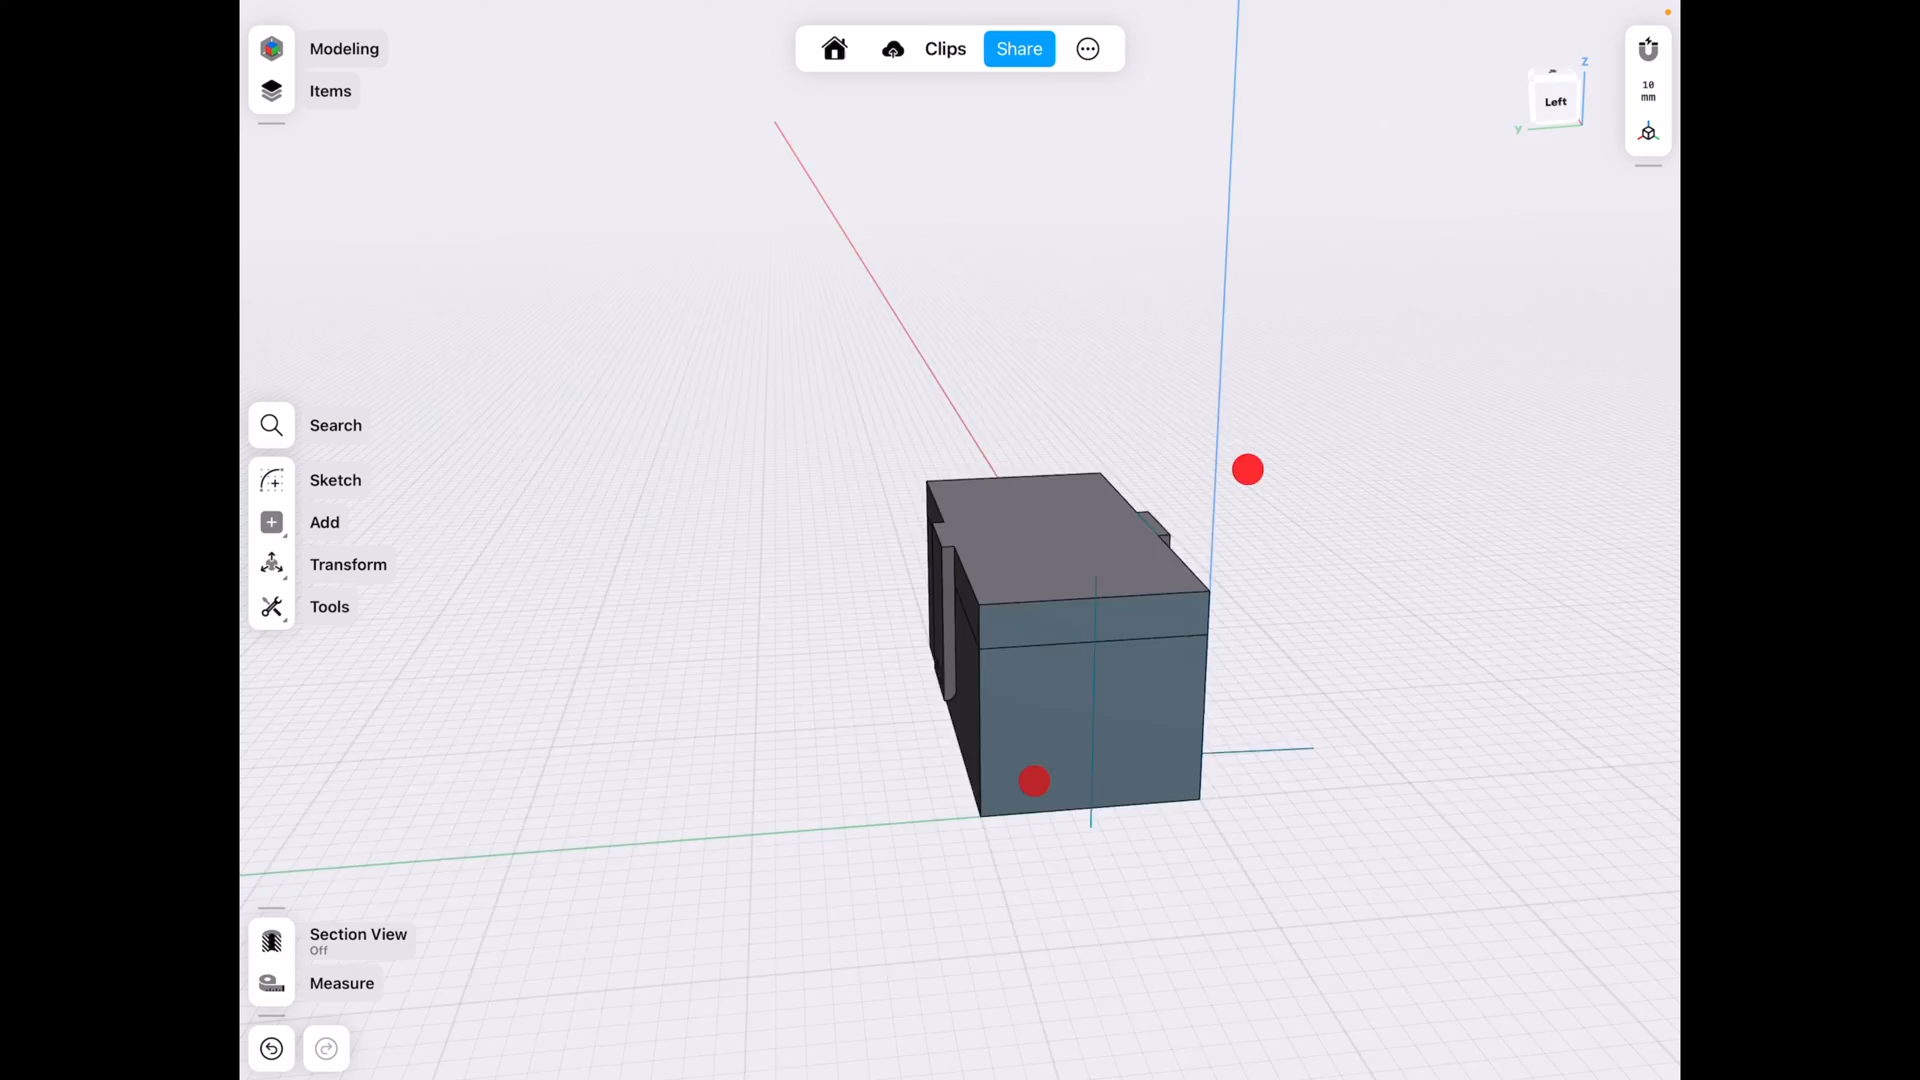 Modeling
Items
Clips
Share
Z
Left
Y
10
mm
Search
Sketch
Add
Transform
Tools
Section View
Off
Measure